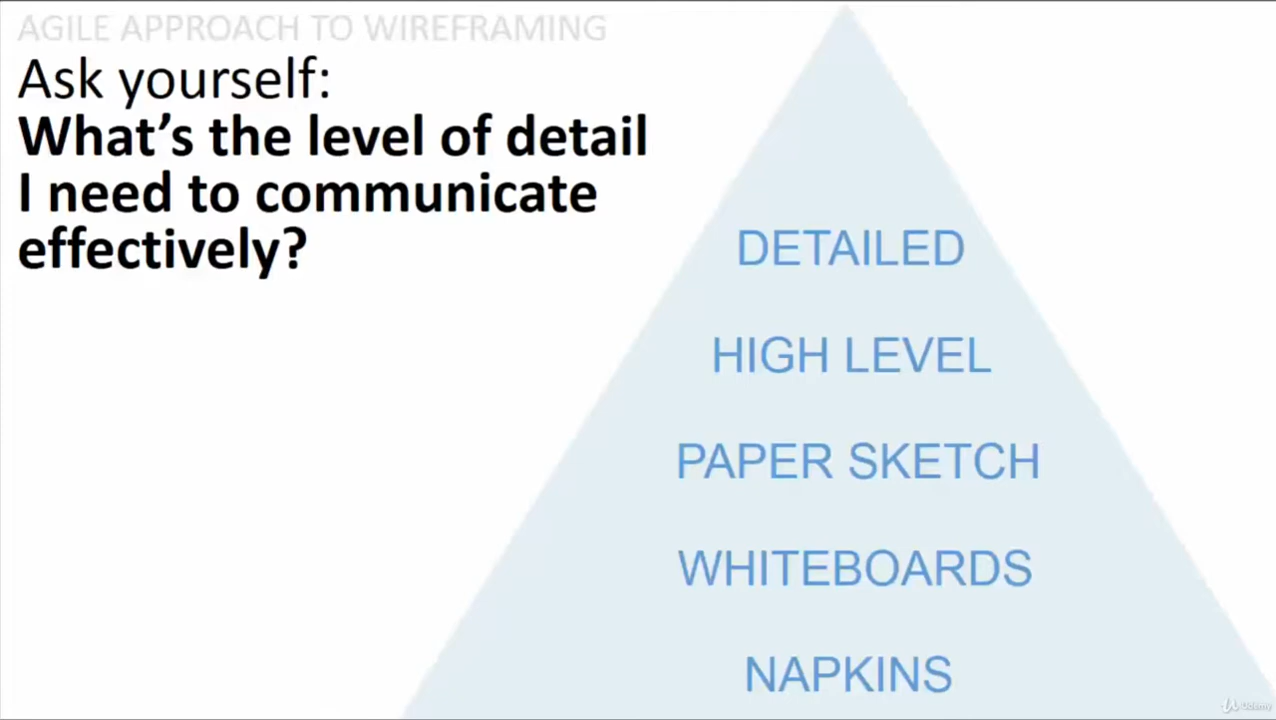 AGILE APPROACH TO WIREFRAMING
Ask yourself:
What’s the level of detail
I need to communicate
effectively?
DETAILED
HIGH LEVEL
PAPER SKETCH
WHITEBOARDS
NAPKINS
Udemy